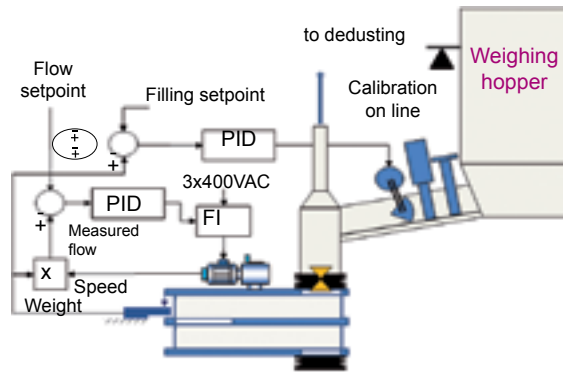 to dedusting
Weighing
hopper
Flow
setpoint
Filling setpoint
Calibration
on line
- +
- +
- +
PID
3x400VAC
- +
PID
FI
Measured
flow
x
Speed
Weight